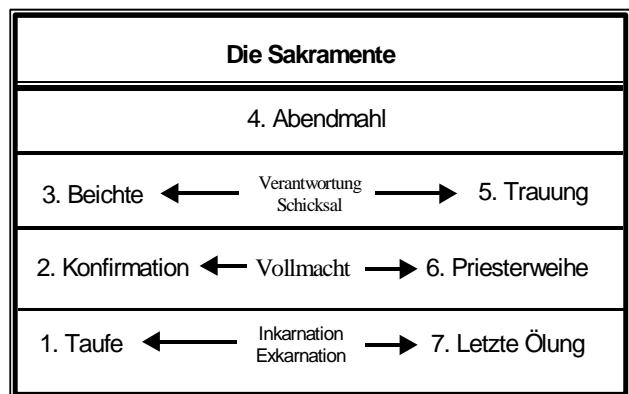 Die Sakramente
4. Abendmahl
3. Beichte Verantwortung Schicksal 5. Trauung
2. Konfirmation Vollmacht 6. Priesterweihe
1. Taufe Inkarnation Exkarnation 7. Letzte Ölung